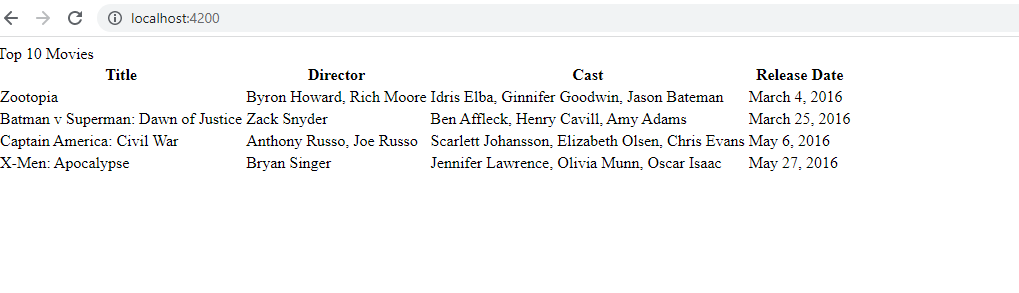 localhost:4200
Top 10 Movies
Title Director Cast Release Date
Zootopia Byron Howard, Rich Moore Idris Elba, Ginnifer Goodwin, Jason Bateman March 4, 2016
Batman v Superman: Dawn of Justice Zack Snyder Ben Affleck, Henry Cavill, Amy Adams March 25, 2016
Captain America: Civil War Anthony Russo, Joe Russo Scarlett Johansson, Elizabeth Olsen, Chris Evans May 6, 2016
X-Men: Apocalypse Bryan Singer Jennifer Lawrence, Olivia Munn, Oscar Isaac May 27, 2016